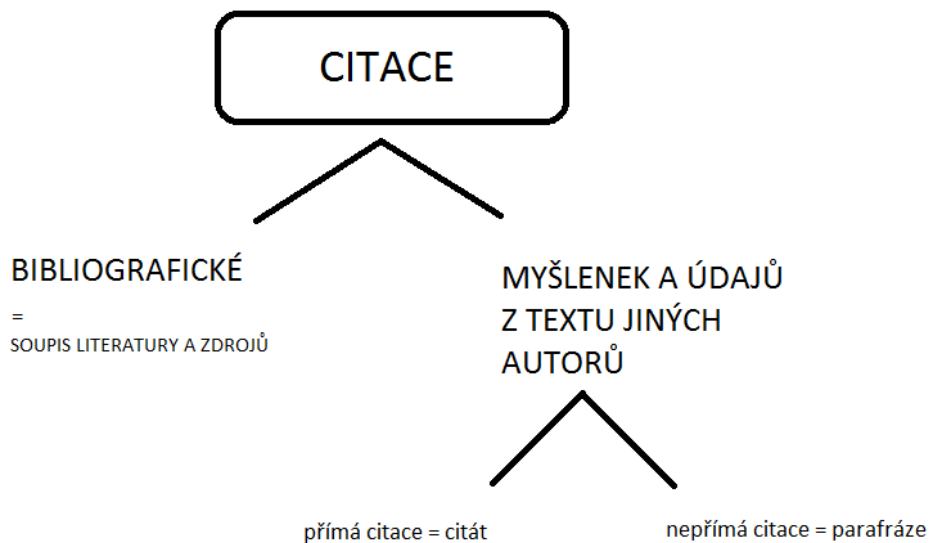 CITACE
BIBLIOGRAFICKÉ
=
SOUPIS LITERATURY A ZDROJŮ
MYŠLENEK A ÚDAJŮ
Z TEXTU JINÝCH
AUTORŮ
přímá citace = citát
nepřímá citace = parafráze